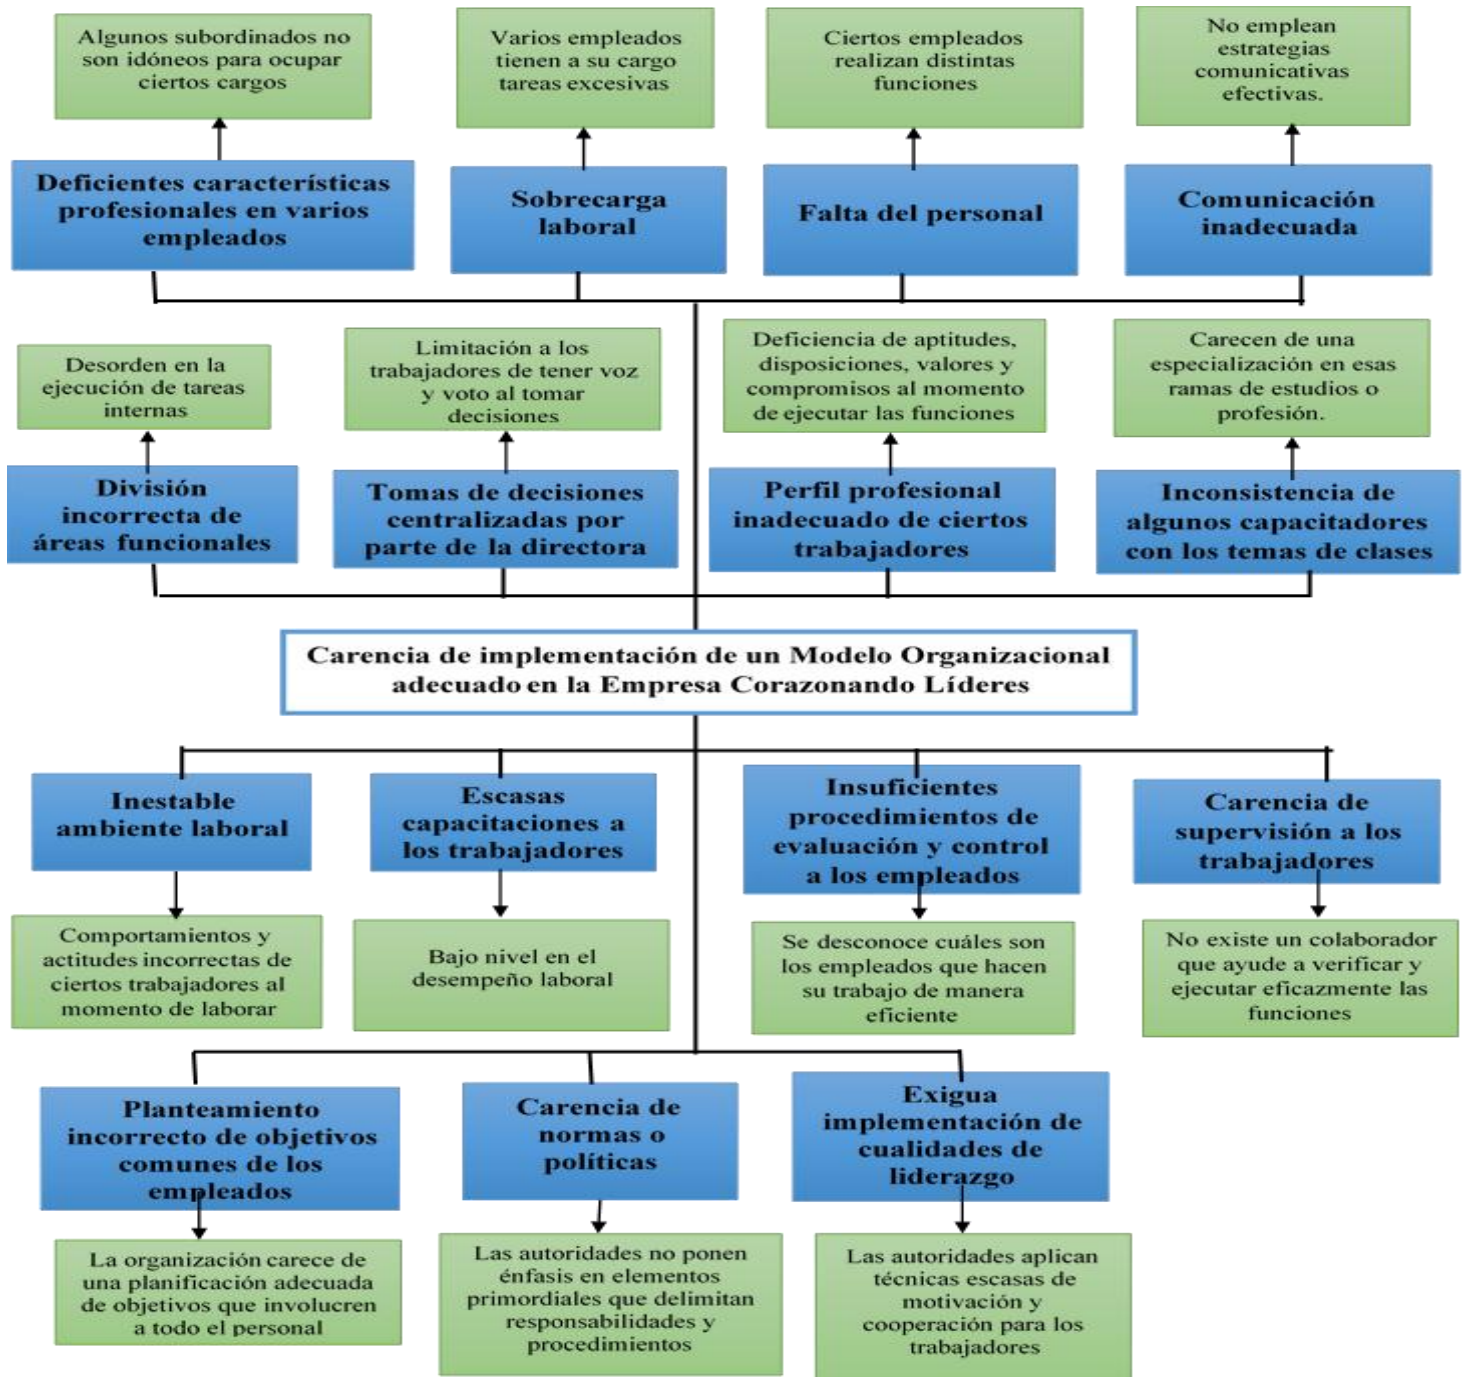 Algunos subordinados no
son idóneos para ocupar
ciertos cargos
Varios empleados
tienen a su cargo
tareas excesivas
Ciertos empleados
realizan distintas
funciones
No emplean
estrategias
comunicativas
efectivas.
Deficientes características
profesionales en varios
empleados
Sobrecarga
laboral
Falta del personal
Comunicación
inadecuada
Desorden en la
ejecución de tareas
internas
Limitación a los
trabajadores de tener voz
y voto al tomar
decisiones
Deficiencia de aptitudes,
disposiciones, valores y
compromisos al momento
de ejecutar las funciones
Carecen de una
especialización en esas
ramas de estudios o
profesión.
División
incorrecta de
áreas funcionales
Tomas de decisiones
centralizadas por
parte de la directora
Perfil profesional
inadecuado de ciertos
trabajadores
Inconsistencia de
algunos capacitadores
con los temas de clases
Carencia de implementación de un Modelo Organizacional
adecuado en la Empresa Corazonando Líderes
Inestable
ambiente laboral
Escasas
capacitaciones a
los trabajadores
Insuficientes
procedimientos de
evaluación y control
a los empleados
Carencia de
supervisión a los
trabajadores
Comportamientos y
actitudes incorrectas de
ciertos trabajadores al
momento de laborar
Bajo nivel en el
desempeño laboral
Se desconoce cuáles son
los empleados que hacen
su trabajo de manera
eficiente
No existe un colaborador
que ayude a verificar y
ejecutar eficazmente las
funciones
Planteamiento
incorrecto de objetivos
comunes de los
empleados
Carencia de
normas o
políticas
Exigua
implementación de
cualidades de
liderazgo
La organización carece de
una planificación adecuada
de objetivos que involucren
a todo el personal
Las autoridades no ponen
énfasis en elementos
primordiales que delimitan
responsabilidades y
procedimientos
Las autoridades aplican
técnicas escasas de
motivación y
cooperación para los
trabajadores